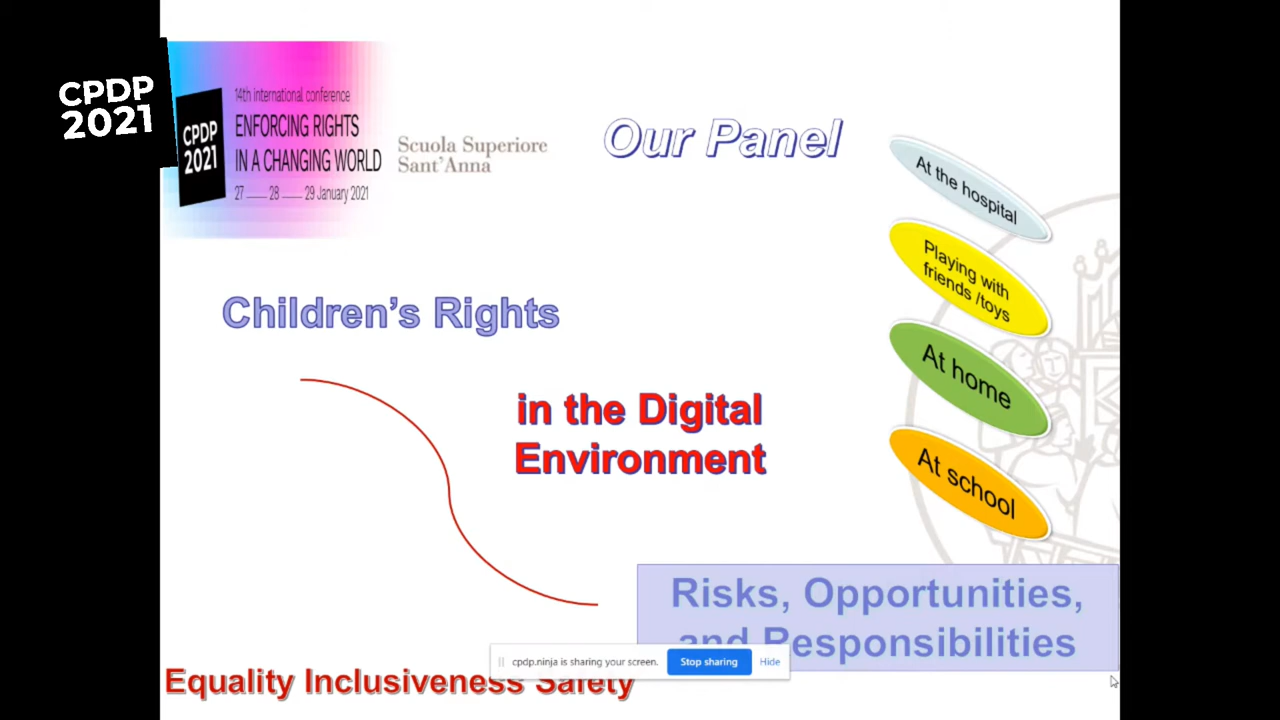 CPDP
2021
CPDP
2021
14th international conference
ENFORCING RIGHTS
IN A CHANGING WORLD
27 — 28 — 29 January 2021
Scuola Superiore
Sant'Anna
Our Panel
At the hospital
Playing with
friends /toys
At home
At school
Children's Rights
in the Digital
Environment
Risks, Opportunities,
and Responsibilities
cpdp.ninja is sharing your screen.
Stop sharing
Hide
Equality Inclusiveness Safety